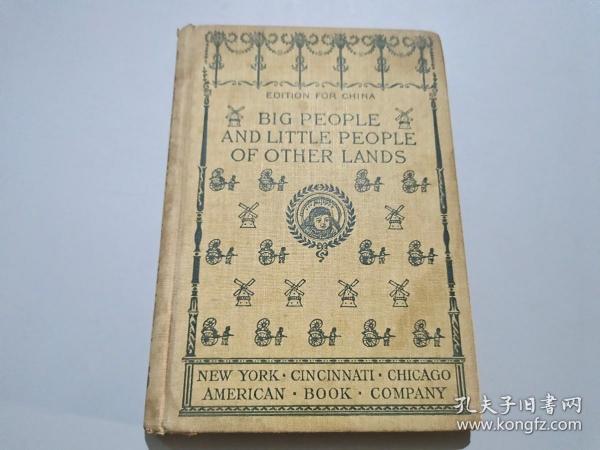 EDITION FOR CHINA
BIG PEOPLE
AND LITTLE PEOPLE
OF OTHER LANDS
NEW YORK · CINCINNATI · CHICAGO
AMERICAN · BOOK · COMPANY
孔夫子旧书网
www.kongfz.com